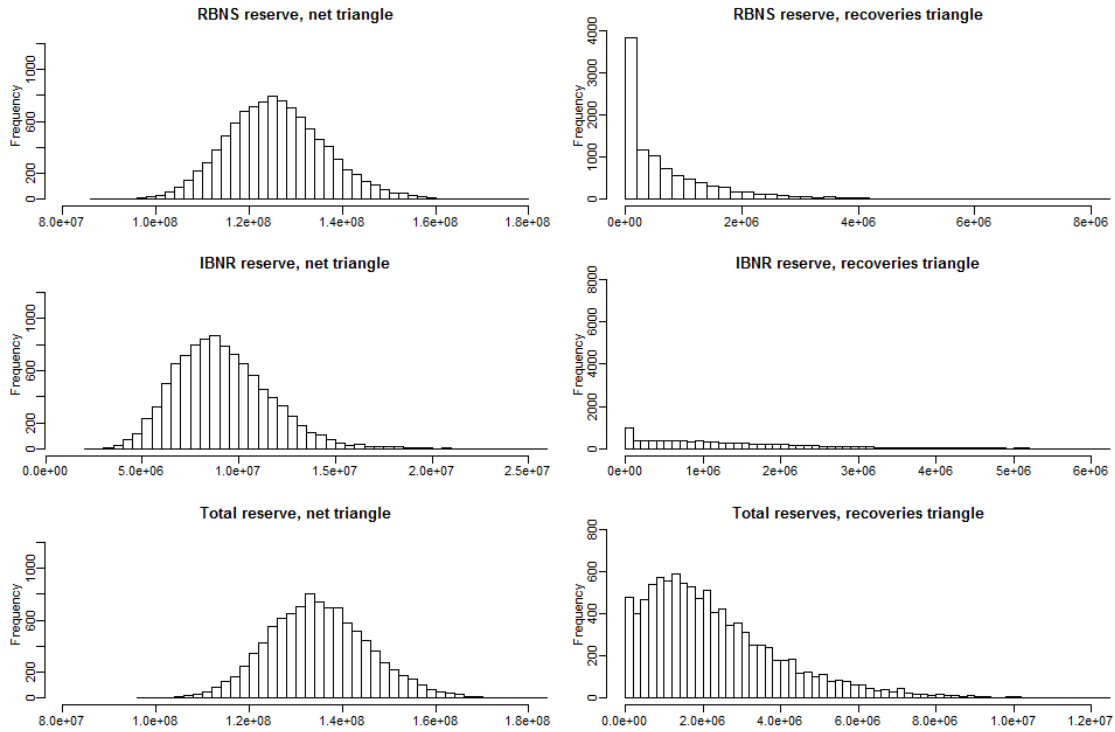 RBNS reserve, net triangle
Frequency
0 200 600 1000
8.0e+07 1.0e+08 1.2e+08 1.4e+08 1.6e+08 1.8e+08
RBNS reserve, recoveries triangle
Frequency
0 1000 2000 3000 4000
0e+00 2e+06 4e+06 6e+06 8e+06
IBNR reserve, net triangle
Frequency
0 200 600 1000
0.0e+00 5.0e+06 1.0e+07 1.5e+07 2.0e+07 2.5e+07
IBNR reserve, recoveries triangle
Frequency
0 2000 4000 6000 8000
0e+00 1e+06 2e+06 3e+06 4e+06 5e+06 6e+06
Total reserve, net triangle
Frequency
0 200 600 1000
8.0e+07 1.0e+08 1.2e+08 1.4e+08 1.6e+08 1.8e+08
Total reserves, recoveries triangle
Frequency
0 200 400 600 800
0.0e+00 2.0e+06 4.0e+06 6.0e+06 8.0e+06 1.0e+07 1.2e+07